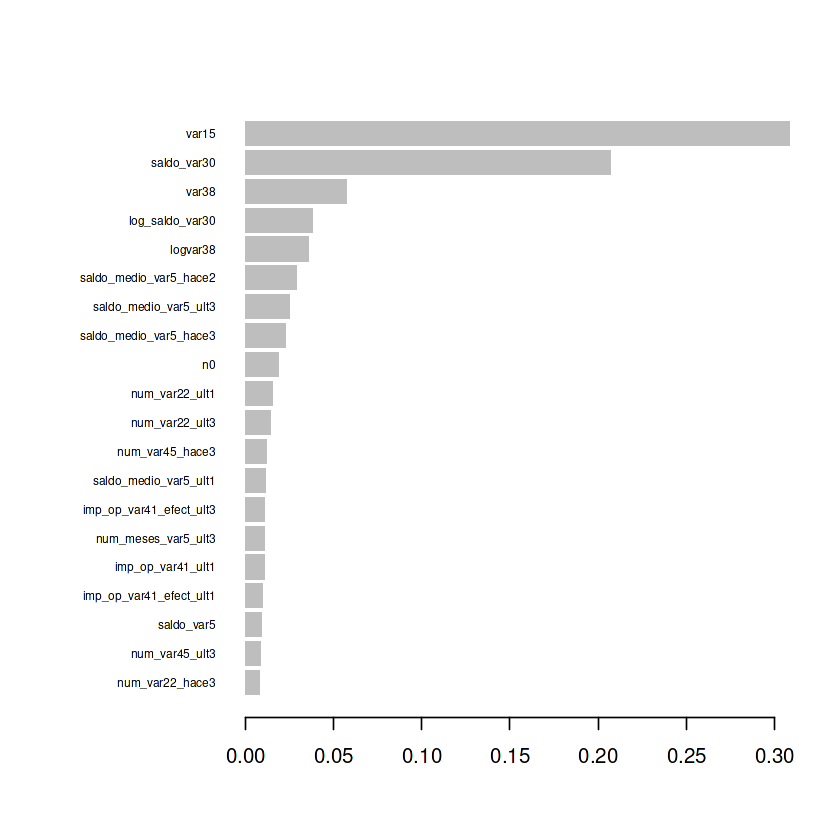 var15
saldo_var30
var38
log_saldo_var30
logvar38
saldo_medio_var5_hace2
saldo_medio_var5_ult3
saldo_medio_var5_hace3
n0
num_var22_ult1
num_var22_ult3
num_var45_hace3
saldo_medio_var5_ult1
imp_op_var41_efect_ult3
num_meses_var5_ult3
imp_op_var41_ult1
imp_op_var41_efect_ult1
saldo_var5
num_var45_ult3
num_var22_hace3
0.00 0.05 0.10 0.15 0.20 0.25 0.30